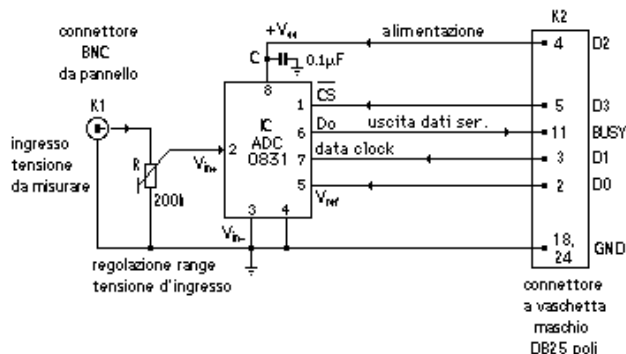 connettore
BNC
da pannello
K1
ingresso
tensione
da misurare
R
200k
regolazione range
tensione d'ingresso
+Vcc
C
0.1µF
8
IC
ADC
0831
2
Vin+
Vin-
3
4
1
CS
6
Do
7
5
Vref
alimentazione
uscita dati ser.
data clock
K2
4
D2
5
D3
11
BUSY
3
D1
2
D0
18,
24
GND
connettore
a vaschetta
maschio
DB25 poli